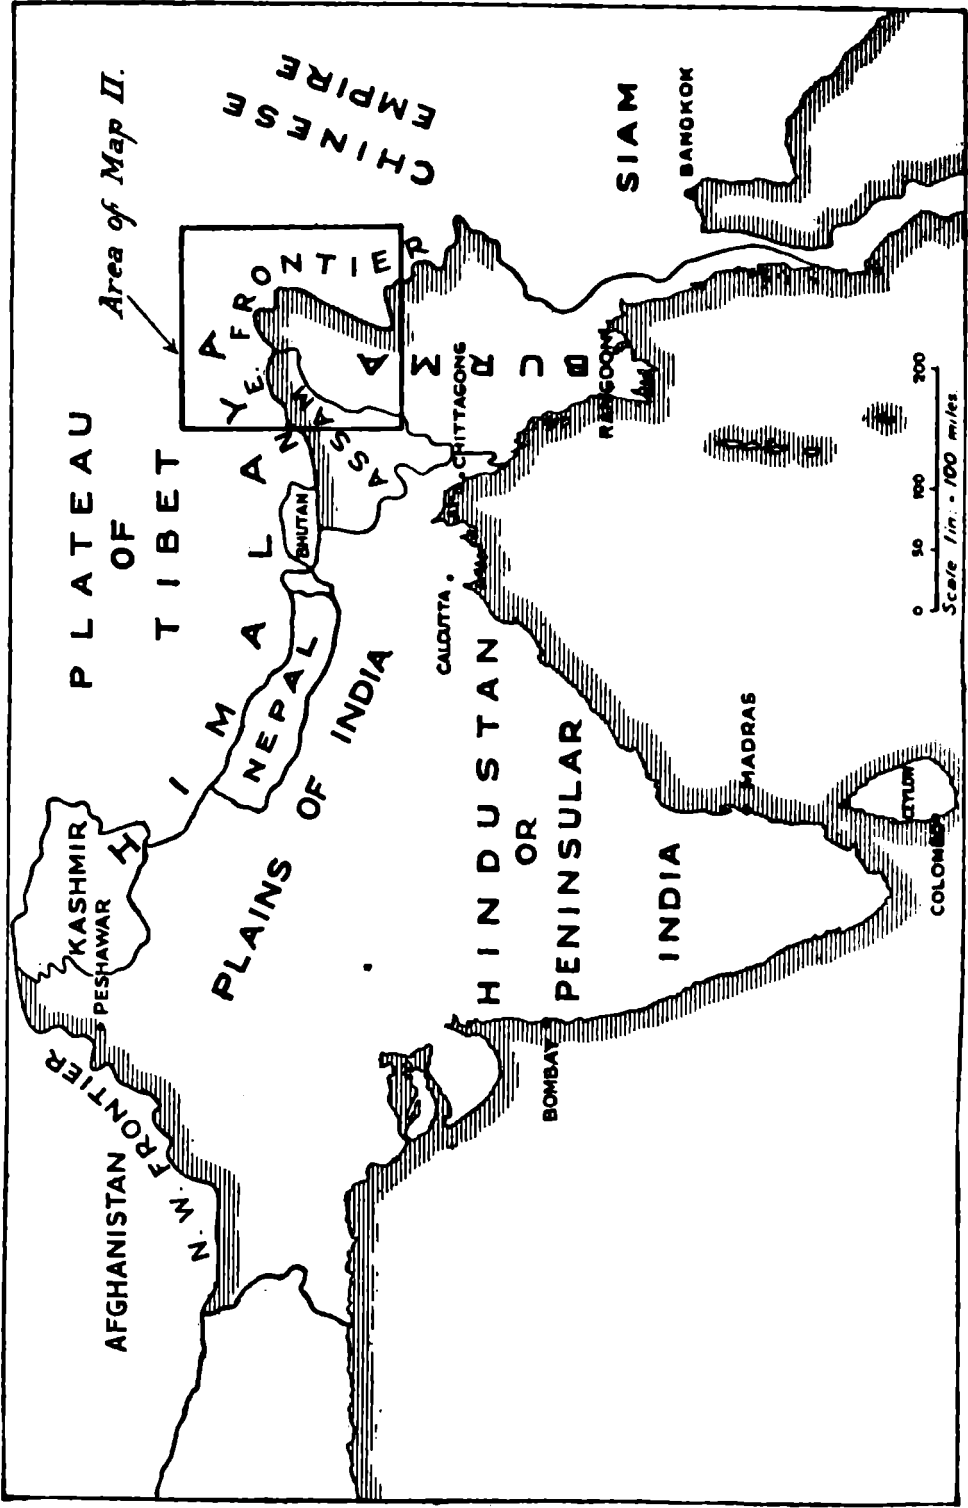 Area of Map II.
CHINESE
EMPIRE
PLATEAU
OF
TIBET
AFGHANISTAN
N.W. FRONTIER
KASHMIR
PESHAWAR
HIMALAYA
NEPAL
BHUTAN
N.E. FRONTIER
ASSAM
PLAINS
OF
INDIA
CALCUTTA
CHITTAGONG
BURMA
SIAM
BANGKOK
RANGOON
HINDUSTAN
OR
PENINSULAR
INDIA
BOMBAY
MADRAS
CEYLON
COLOMBO
0 50 100 200
Scale 1 in: = 100 miles.